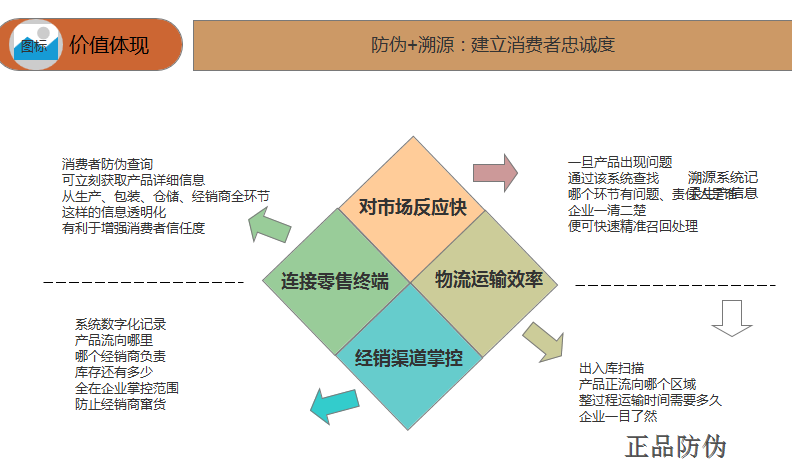 图标
价值体现
防伪+溯源：建立消费者忠诚度
消费者防伪查询
可立刻获取产品详细信息
从生产、包装、仓储、经销商全环节
这样的信息透明化
有利于增强消费者信任度
对市场反应快
一旦产品出现问题
通过该系统查找
哪个环节有问题、责任人是谁
企业一清二楚
便可快速精准召回处理
溯源系统记
录生产信息
连接零售终端
物流运输效率
经销渠道掌控
系统数字化记录
产品流向哪里
哪个经销商负责
库存还有多少
全在企业掌控范围
防止经销商窜货
出入库扫描
产品正流向哪个区域
整过程运输时间需要多久
企业一目了然
正品防伪